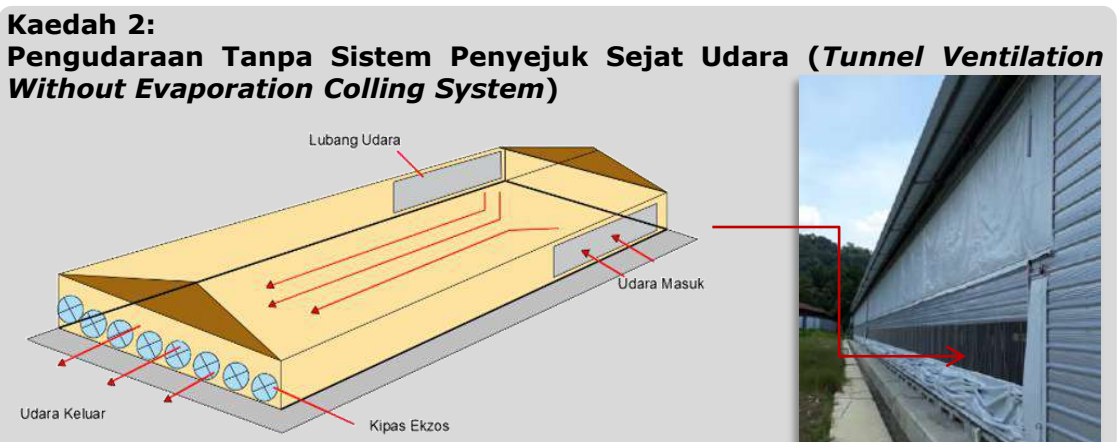 Kaedah 2:
Pengudaraan Tanpa Sistem Penyejuk Sejat Udara (Tunnel Ventilation
Without Evaporation Colling System)
Lubang Udara
Udara Masuk
Udara Keluar
Kipas Ekzos